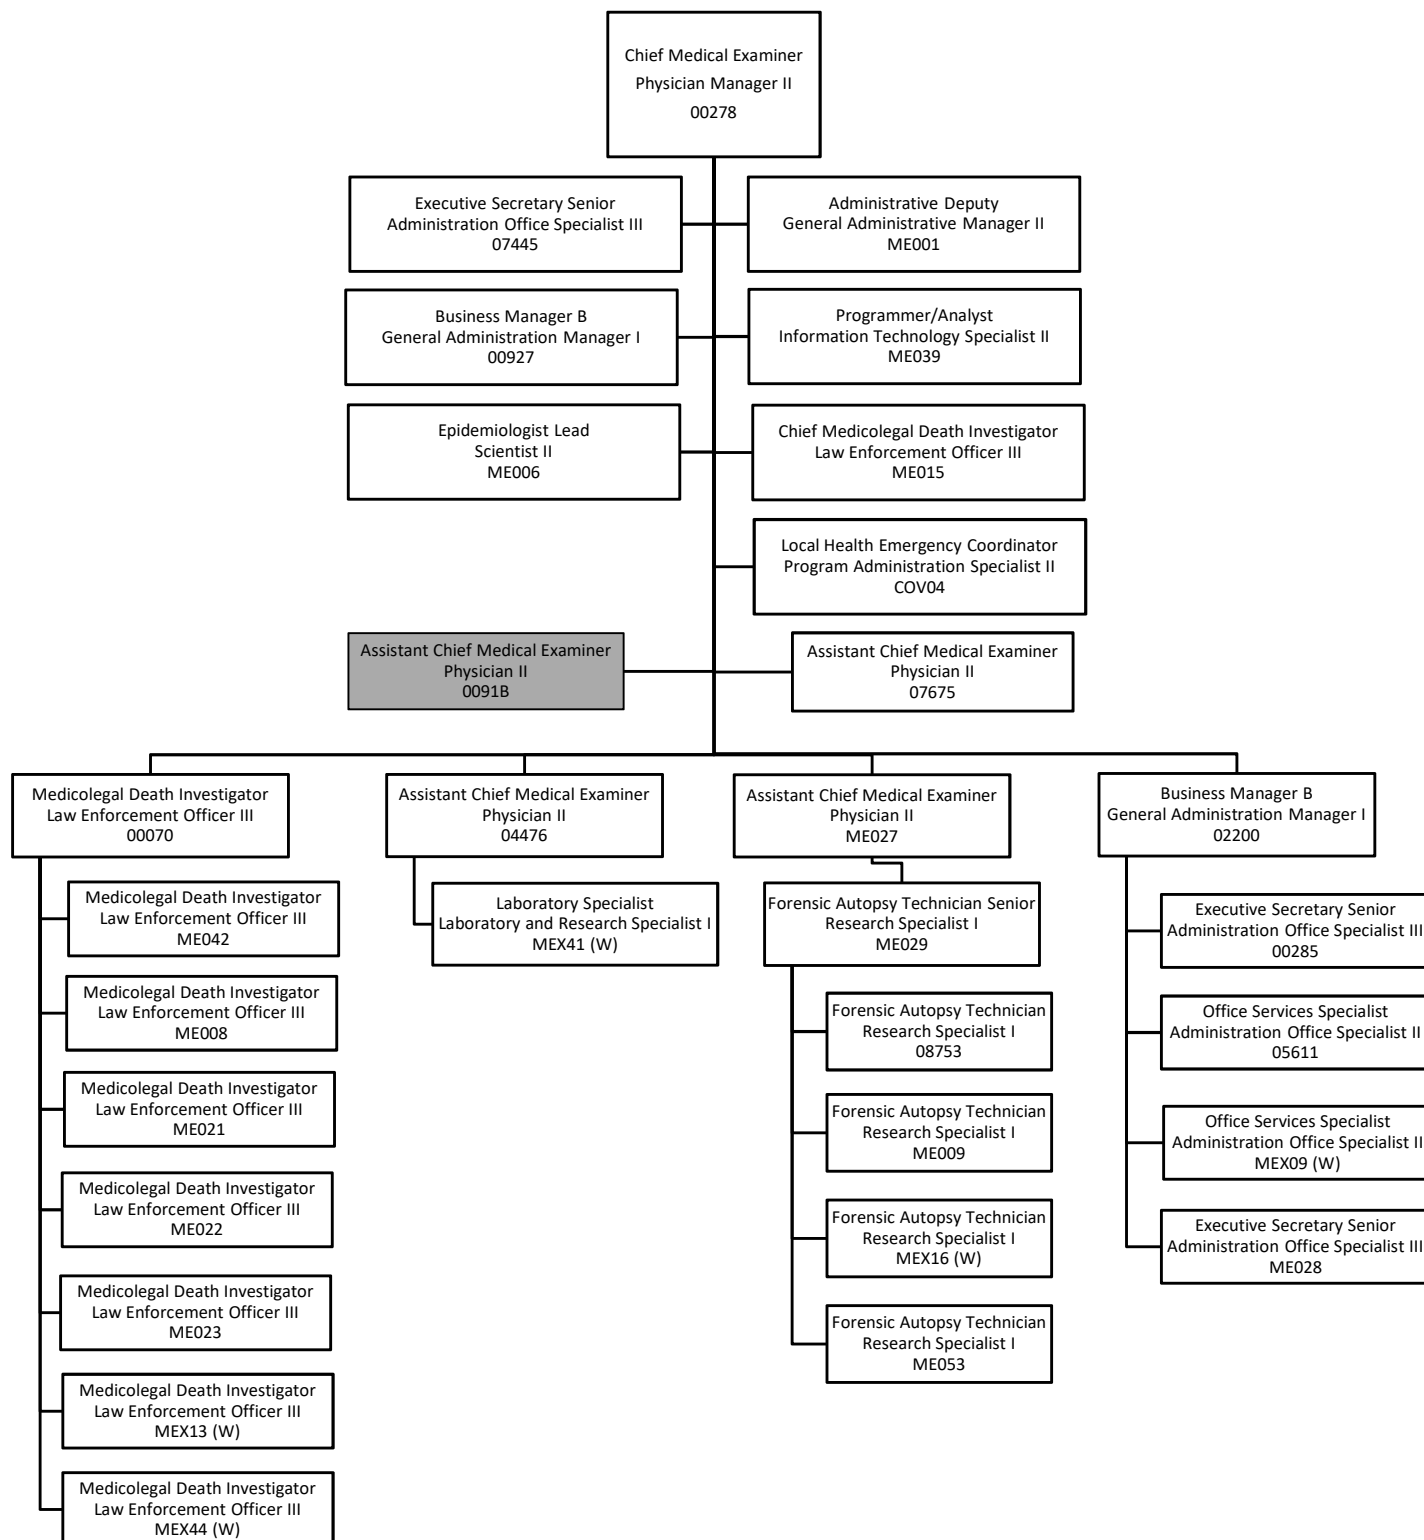 Chief Medical Examiner
Physician Manager II
00278
Executive Secretary Senior
Administration Office Specialist III
07445
Administrative Deputy
General Administrative Manager II
ME001
Business Manager B
General Administration Manager I
00927
Programmer/Analyst
Information Technology Specialist II
ME039
Epidemiologist Lead
Scientist II
ME006
Chief Medicolegal Death Investigator
Law Enforcement Officer III
ME015
Local Health Emergency Coordinator
Program Administration Specialist II
COV04
Assistant Chief Medical Examiner
Physician II
0091B
Assistant Chief Medical Examiner
Physician II
07675
Medicolegal Death Investigator
Law Enforcement Officer III
00070
Medicolegal Death Investigator
Law Enforcement Officer III
ME042
Medicolegal Death Investigator
Law Enforcement Officer III
ME008
Medicolegal Death Investigator
Law Enforcement Officer III
ME021
Medicolegal Death Investigator
Law Enforcement Officer III
ME022
Medicolegal Death Investigator
Law Enforcement Officer III
ME023
Medicolegal Death Investigator
Law Enforcement Officer III
MEX13 (W)
Medicolegal Death Investigator
Law Enforcement Officer III
MEX44 (W)
Assistant Chief Medical Examiner
Physician II
04476
Laboratory Specialist
Laboratory and Research Specialist I
MEX41 (W)
Assistant Chief Medical Examiner
Physician II
ME027
Forensic Autopsy Technician Senior
Research Specialist I
ME029
Forensic Autopsy Technician
Research Specialist I
08753
Forensic Autopsy Technician
Research Specialist I
ME009
Forensic Autopsy Technician
Research Specialist I
MEX16 (W)
Forensic Autopsy Technician
Research Specialist I
ME053
Business Manager B
General Administration Manager I
02200
Executive Secretary Senior
Administration Office Specialist III
00285
Office Services Specialist
Administration Office Specialist II
05611
Office Services Specialist
Administration Office Specialist II
MEX09 (W)
Executive Secretary Senior
Administration Office Specialist III
ME028